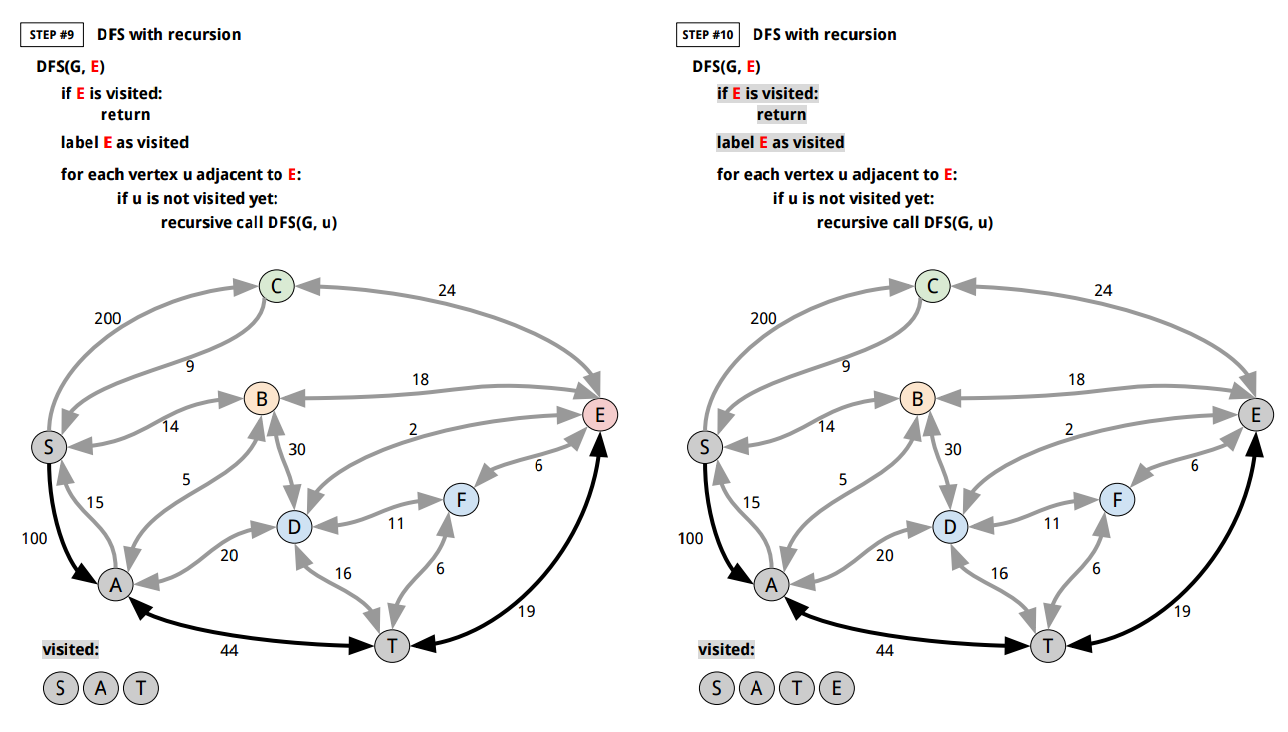 STEP #9 DFS with recursion
DFS(G, E)
if E is visited:
return
label E as visited
for each vertex u adjacent to E:
if u is not visited yet:
recursive call DFS(G, u)
C
24
200
9
18
B
E
14
2
S
30
6
5
F
15
D
11
100
20
16
6
A
19
T
44
visited:
S A T
STEP #10 DFS with recursion
DFS(G, E)
if E is visited:
return
label E as visited
for each vertex u adjacent to E:
if u is not visited yet:
recursive call DFS(G, u)
C
24
200
9
18
B
E
14
2
S
30
6
5
F
15
D
11
100
20
16
6
A
19
T
44
visited:
S A T E